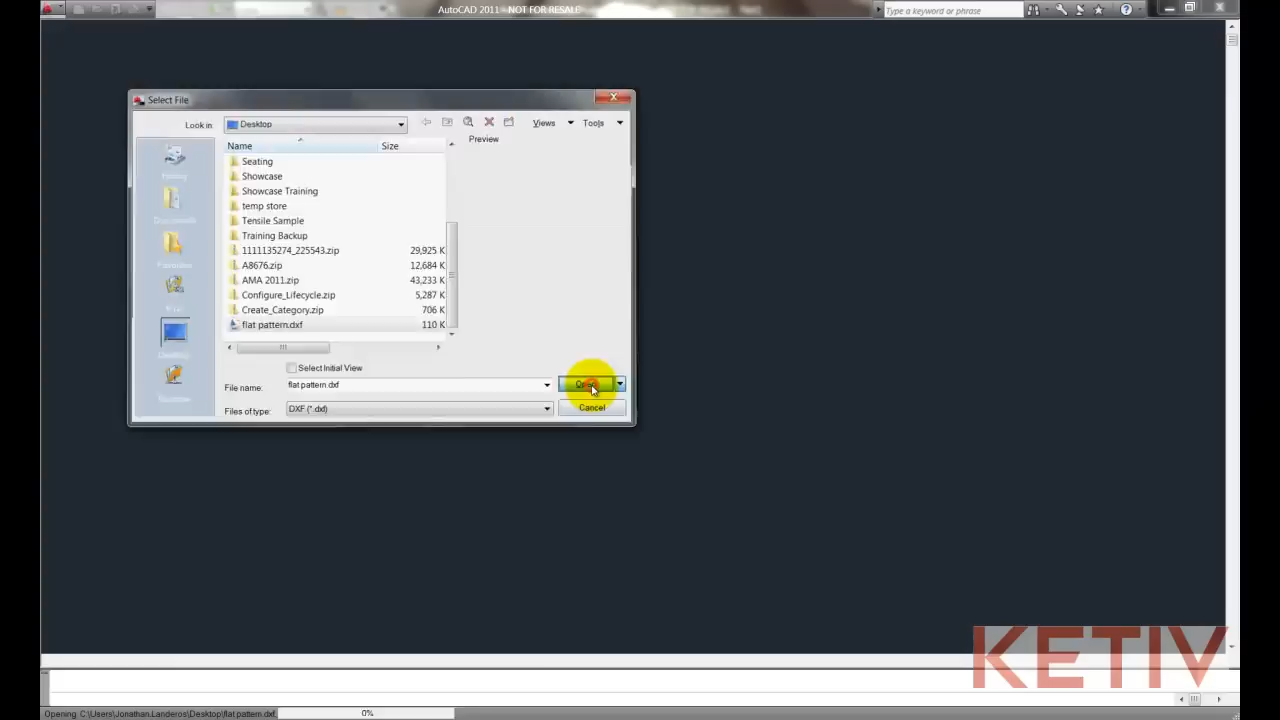 AutoCAD 2011 - NOT FOR RESALE
Type a keyword or phrase
Select File
Look in
Desktop
Views
Tools
Name
Size
Preview
Seating
Showcase
Showcase Training
temp store
Tensile Sample
Training Backup
1111135274_225543.zip 29,925 K
A8676.zip 12,684 K
AMA 2011.zip 43,233 K
Configure_Lifecycle.zip 5,287 K
Create_Category.zip 706 K
flat pattern.dxf 110 K
Select Initial View
File name:
flat pattern.dxf
Open
Files of type:
DXF (*.dxf)
Cancel
KETIV
Opening C:\Users\Jonathan.Landeros\Desktop\flat pattern.dxf
0%